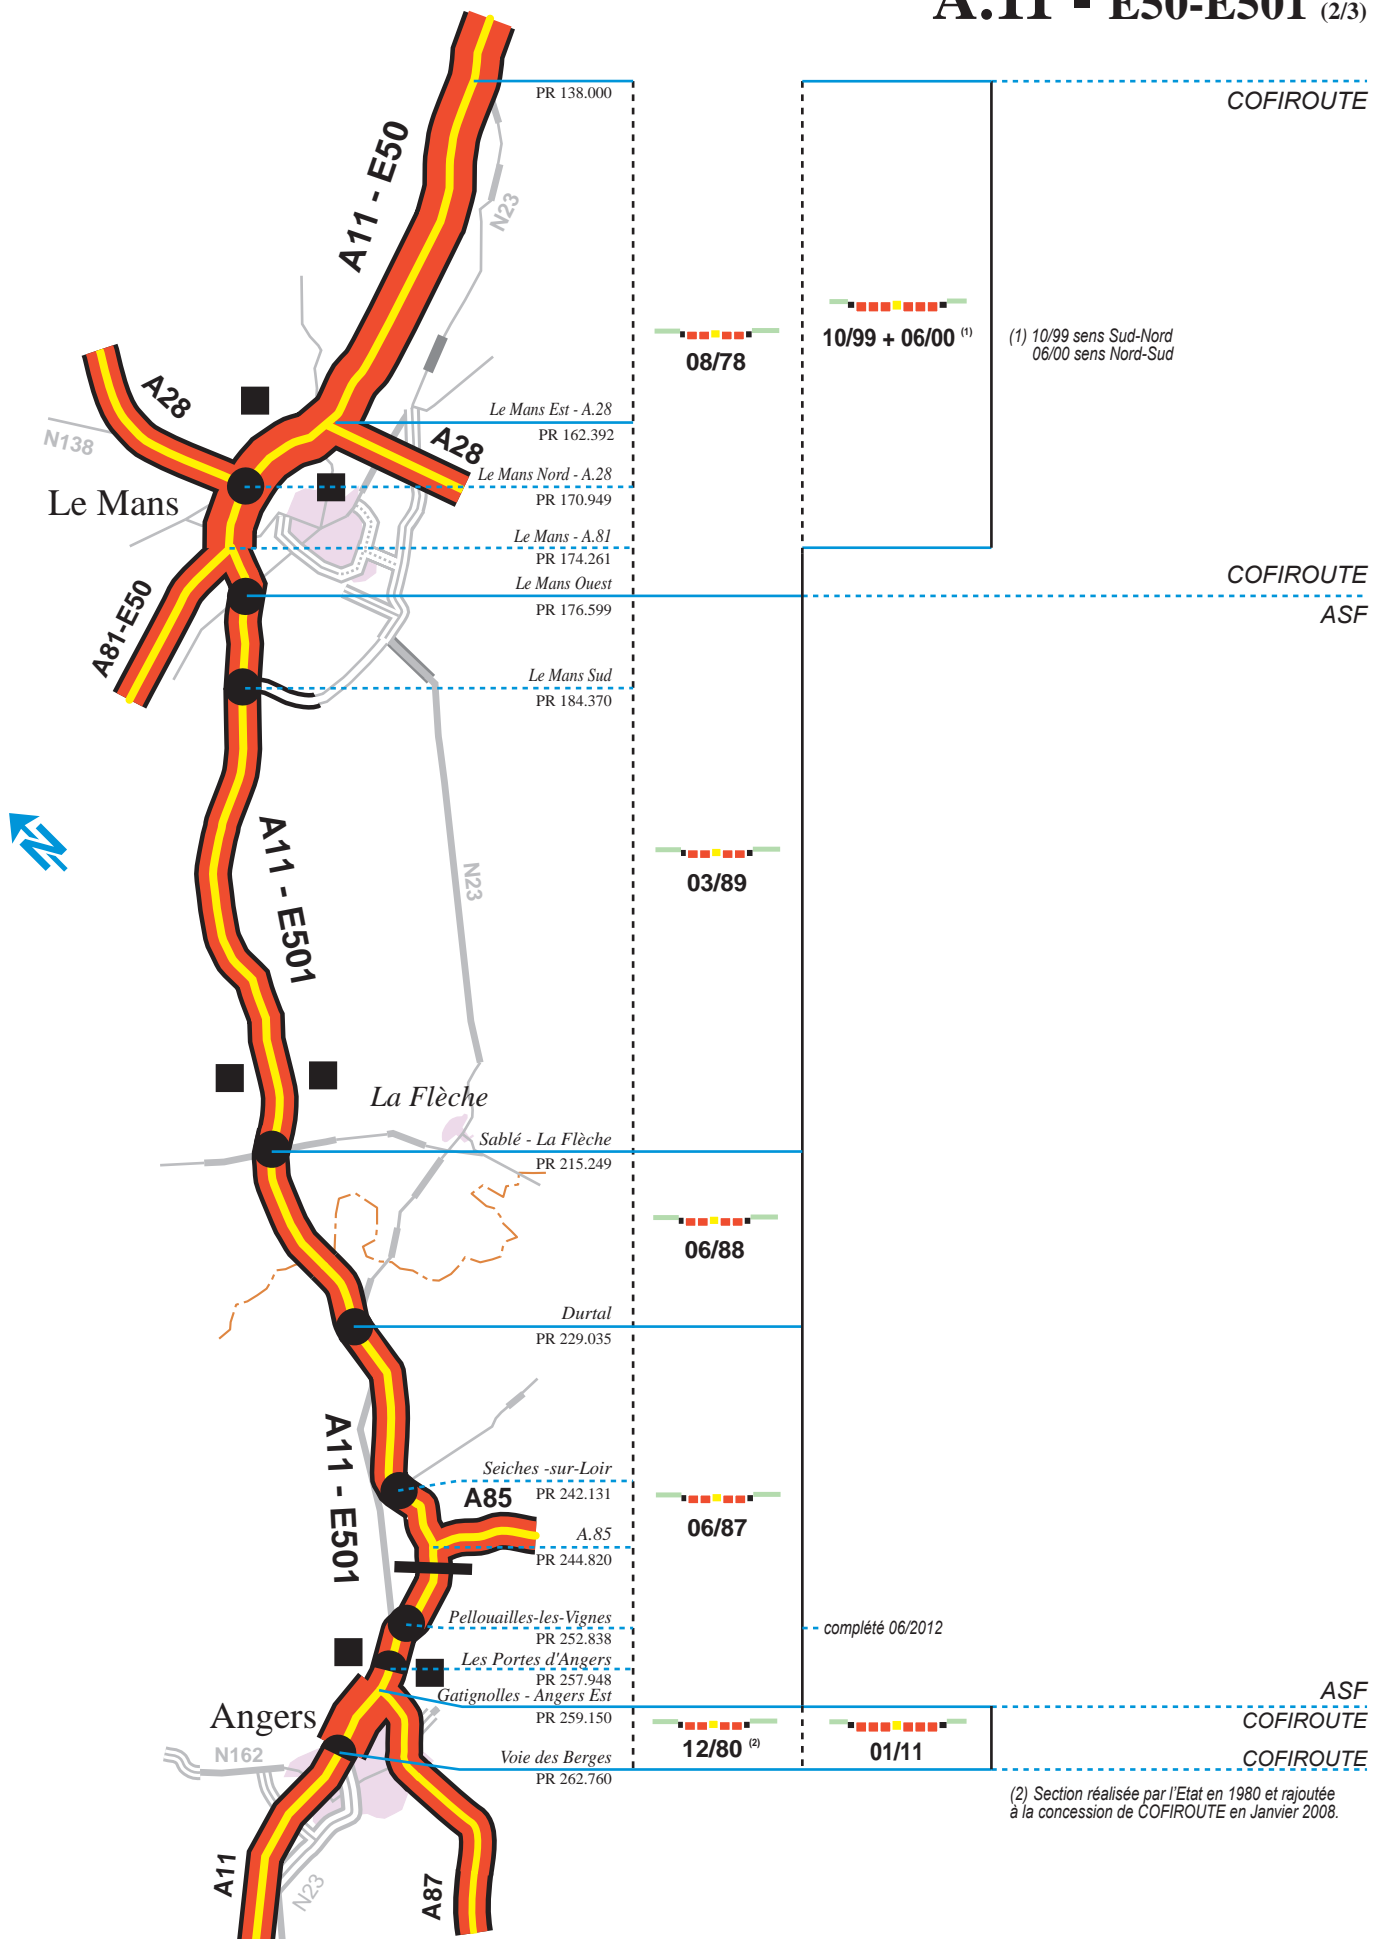 A.11 - E50-E501 (2/3)
PR 138.000
COFIROUTE
A11 - E50
N23
10/99 + 06/00 (1)
(1) 10/99 sens Sud-Nord
06/00 sens Nord-Sud
08/78
A28
N138
Le Mans Est - A.28
PR 162.392
A28
Le Mans Nord - A.28
PR 170.949
Le Mans
Le Mans - A.81
PR 174.261
COFIROUTE
Le Mans Ouest
PR 176.599
ASF
A81-E50
Le Mans Sud
PR 184.370
N
A11 - E501
N23
03/89
La Flèche
Sablé - La Flèche
PR 215.249
06/88
Durtal
PR 229.035
A11 - E501
Seiches -sur-Loir
PR 242.131
A85
06/87
A.85
PR 244.820
Pellouailles-les-Vignes
PR 252.838
complété 06/2012
Les Portes d'Angers
PR 257.948
Gatignolles - Angers Est
PR 259.150
ASF
COFIROUTE
Angers
N162
12/80 (2)
01/11
Voie des Berges
PR 262.760
COFIROUTE
(2) Section réalisée par l'Etat en 1980 et rajoutée
à la concession de COFIROUTE en Janvier 2008.
A11
N23
A87